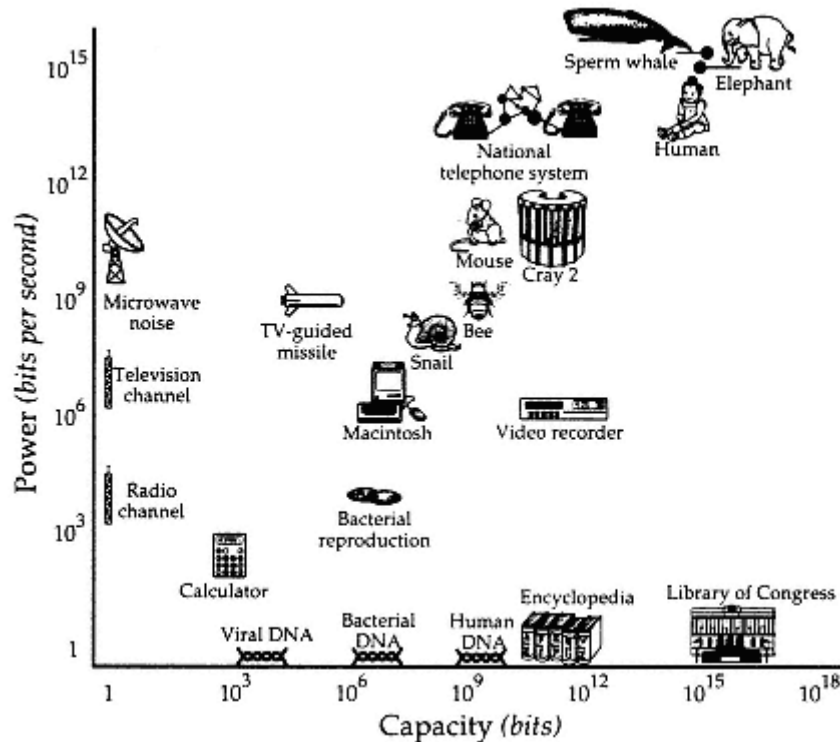 10^15
Sperm whale
Elephant
Human
National
telephone system
10^12
Mouse
Cray 2
Power (bits per second)
10^9
Microwave
noise
TV-guided
missile
Bee
Snail
Television
channel
10^6
Macintosh
Video recorder
Radio
channel
10^3
Bacterial
reproduction
Calculator
Encyclopedia
Library of Congress
Viral DNA
Bacterial
DNA
Human
DNA
1
1
10^3
10^6
10^9
10^12
10^15
10^18
Capacity (bits)